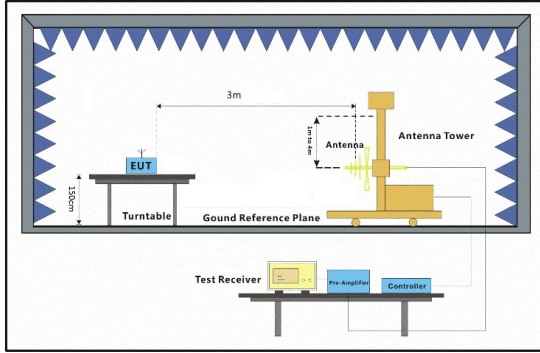 3m
1m to 4m
Antenna
Antenna Tower
EUT
150cm
Turntable
Gound Reference Plane
Test Receiver
Pre-Amplifier
Controller